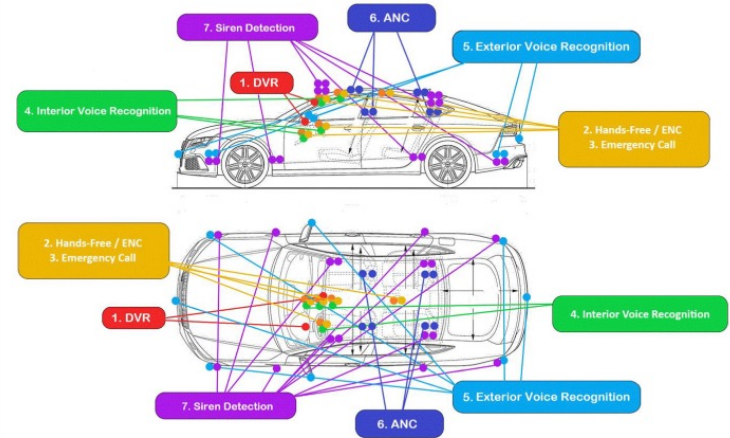 6. ANC
7. Siren Detection
5. Exterior Voice Recognition
1. DVR
4. Interior Voice Recognition
2. Hands-Free / ENC
3. Emergency Call
2. Hands-Free / ENC
3. Emergency Call
1. DVR
4. Interior Voice Recognition
5. Exterior Voice Recognition
7. Siren Detection
6. ANC